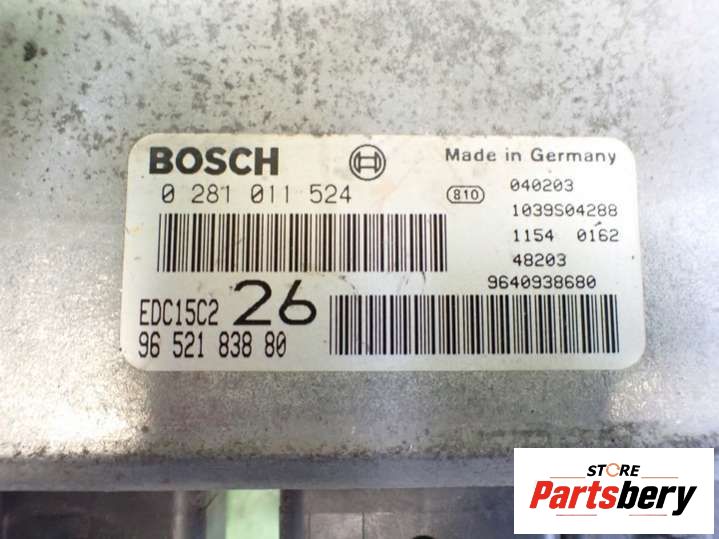 BOSCH
Made in Germany
0 281 011 524
810
040203
1039S04288
1154 0162
48203
9640938680
EDC15C2 26
96 521 838 80
STORE
Partsbery